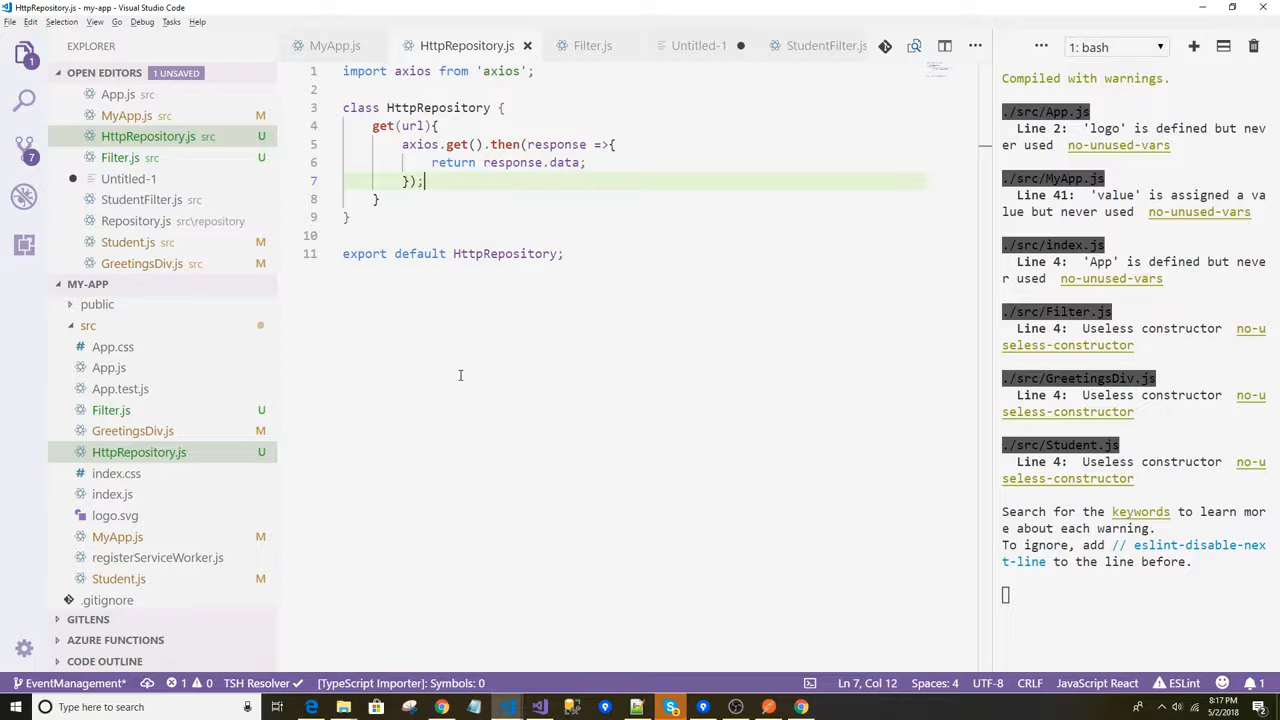 HttpRepository.js - my-app - Visual Studio Code
File Edit Selection View Go Debug Tasks Help
EXPLORER
OPEN EDITORS 1 UNSAVED
App.js src
MyApp.js src M
HttpRepository.js src U
Filter.js src U
Untitled-1
StudentFilter.js src
Repository.js src\repository
Student.js src M
GreetingsDiv.js src M
MY-APP
public
src
App.css
App.js
App.test.js
Filter.js U
GreetingsDiv.js M
HttpRepository.js U
index.css
index.js
logo.svg
MyApp.js M
registerServiceWorker.js
Student.js M
.gitignore
GITLENS
AZURE FUNCTIONS
CODE OUTLINE
1
7
MyApp.js HttpRepository.js Filter.js Untitled-1 StudentFilter.js
1 import axios from 'axios';
2
3 class HttpRepository {
4 get(url){
5 axios.get().then(response =>{
6 return response.data;
7 });
8 }
9 }
10
11 export default HttpRepository;
1: bash
Compiled with warnings.
./src/App.js
Line 2: 'logo' is defined but nev
er used no-unused-vars
./src/MyApp.js
Line 41: 'value' is assigned a va
lue but never used no-unused-vars
./src/index.js
Line 4: 'App' is defined but neve
r used no-unused-vars
./src/Filter.js
Line 4: Useless constructor no-u
seless-constructor
./src/GreetingsDiv.js
Line 4: Useless constructor no-u
seless-constructor
./src/Student.js
Line 4: Useless constructor no-u
seless-constructor
Search for the keywords to learn mor
e about each warning.
To ignore, add // eslint-disable-nex
t-line to the line before.
EventManagement* 1 0 TSH Resolver [TypeScript Importer]: Symbols: 0 Ln 7, Col 12 Spaces: 4 UTF-8 CRLF JavaScript React ESLint 1
Type here to search
8:17 PM
5/2/2018